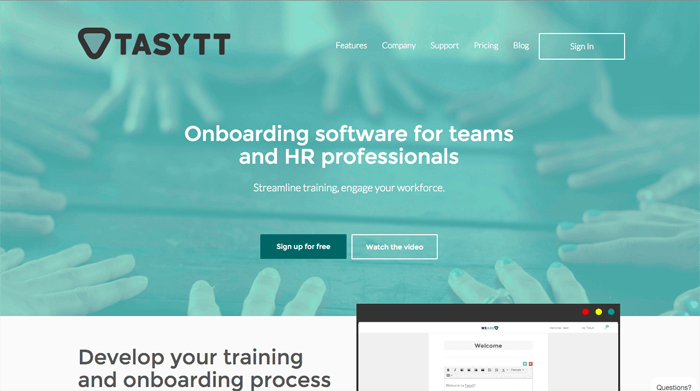 TASYTT
Features Company Support Pricing Blog Sign In
Onboarding software for teams
and HR professionals
Streamline training, engage your workforce.
Sign up for free Watch the video
Develop your training
and onboarding process
Welcome
Questions?